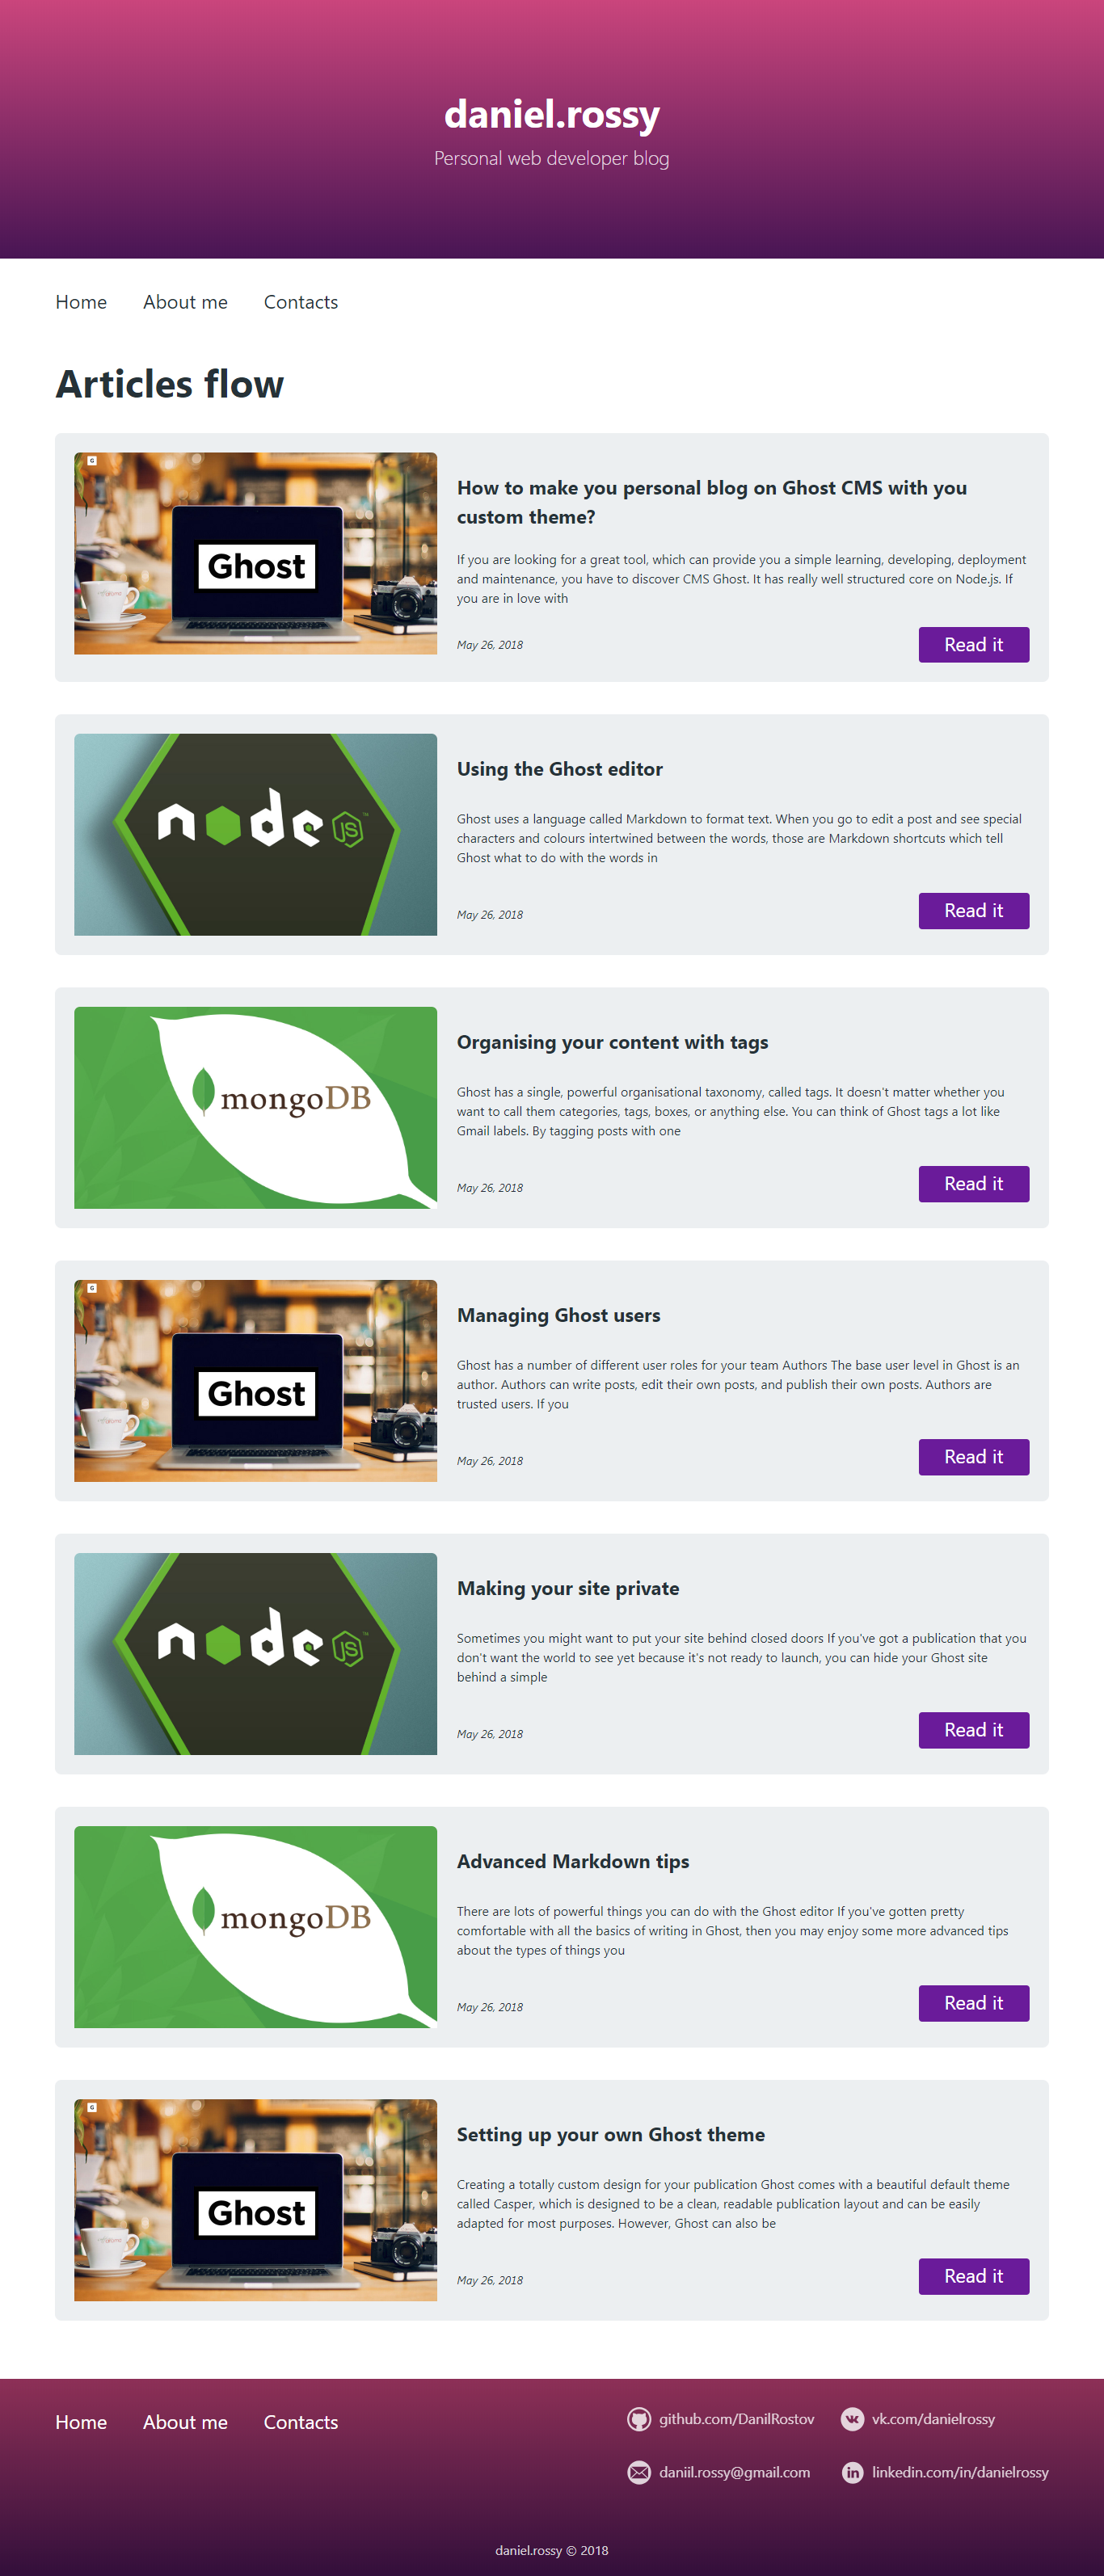 daniel.rossy
Personal web developer blog
Home About me Contacts
Articles flow
G
Ghost
How to make you personal blog on Ghost CMS with you
custom theme?
If you are looking for a great tool, which can provide you a simple learning, developing, deployment
and maintenance, you have to discover CMS Ghost. It has really well structured core on Node.js. If
you are in love with
May 26, 2018
Read it
node JS
Using the Ghost editor
Ghost uses a language called Markdown to format text. When you go to edit a post and see special
characters and colours intertwined between the words, those are Markdown shortcuts which tell
Ghost what to do with the words in
May 26, 2018
Read it
mongoDB
Organising your content with tags
Ghost has a single, powerful organisational taxonomy, called tags. It doesn't matter whether you
want to call them categories, tags, boxes, or anything else. You can think of Ghost tags a lot like
Gmail labels. By tagging posts with one
May 26, 2018
Read it
G
Ghost
Managing Ghost users
Ghost has a number of different user roles for your team Authors The base user level in Ghost is an
author. Authors can write posts, edit their own posts, and publish their own posts. Authors are
trusted users. If you
May 26, 2018
Read it
node JS
Making your site private
Sometimes you might want to put your site behind closed doors If you've got a publication that you
don't want the world to see yet because it's not ready to launch, you can hide your Ghost site
behind a simple
May 26, 2018
Read it
mongoDB
Advanced Markdown tips
There are lots of powerful things you can do with the Ghost editor If you've gotten pretty
comfortable with all the basics of writing in Ghost, then you may enjoy some more advanced tips
about the types of things you
May 26, 2018
Read it
G
Ghost
Setting up your own Ghost theme
Creating a totally custom design for your publication Ghost comes with a beautiful default theme
called Casper, which is designed to be a clean, readable publication layout and can be easily
adapted for most purposes. However, Ghost can also be
May 26, 2018
Read it
Home About me Contacts
github.com/DanilRostov vk.com/danielrossy
daniil.rossy@gmail.com linkedin.com/in/danielrossy
daniel.rossy © 2018